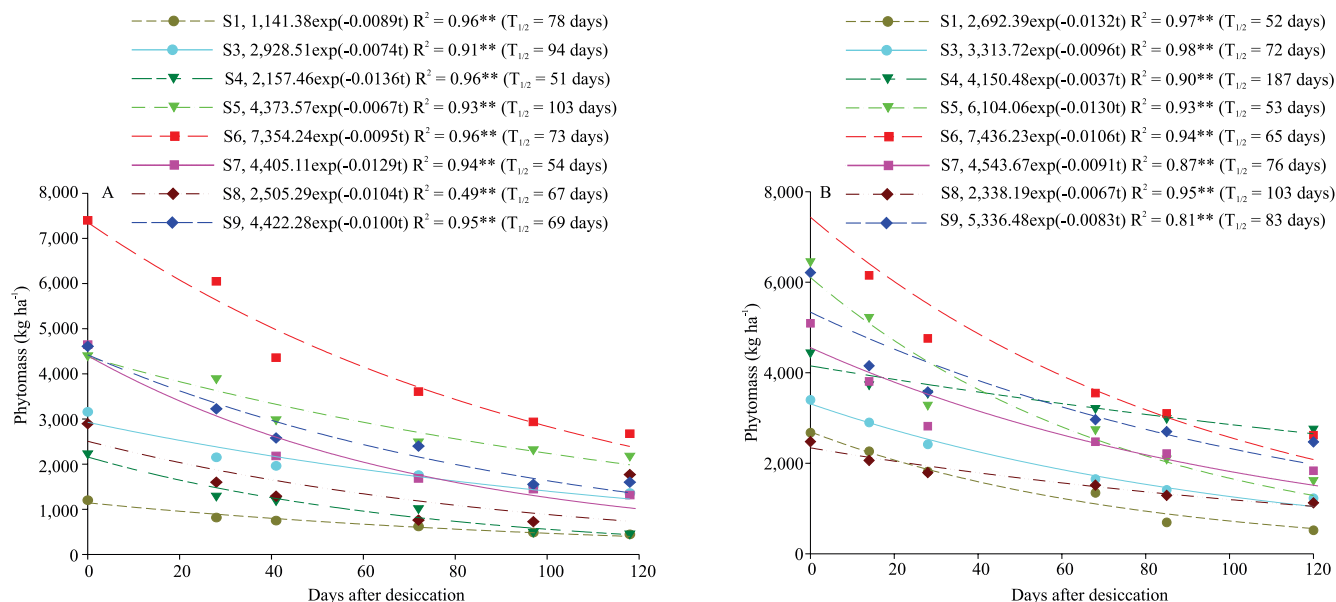 S1, 1,141.38exp(-0.0089t) R² = 0.96** (T1/2 = 78 days)
S3, 2,928.51exp(-0.0074t) R² = 0.91** (T1/2 = 94 days)
S4, 2,157.46exp(-0.0136t) R² = 0.96** (T1/2 = 51 days)
S5, 4,373.57exp(-0.0067t) R² = 0.93** (T1/2 = 103 days)
S6, 7,354.24exp(-0.0095t) R² = 0.96** (T1/2 = 73 days)
S7, 4,405.11exp(-0.0129t) R² = 0.94** (T1/2 = 54 days)
S8, 2,505.29exp(-0.0104t) R² = 0.49** (T1/2 = 67 days)
S9, 4,422.28exp(-0.0100t) R² = 0.95** (T1/2 = 69 days)
A
8,000
7,000
6,000
5,000
4,000
3,000
2,000
1,000
0
Phytomass (kg ha⁻¹)
0 20 40 60 80 100 120
Days after desiccation
S1, 2,692.39exp(-0.0132t) R² = 0.97** (T1/2 = 52 days)
S3, 3,313.72exp(-0.0096t) R² = 0.98** (T1/2 = 72 days)
S4, 4,150.48exp(-0.0037t) R² = 0.90** (T1/2 = 187 days)
S5, 6,104.06exp(-0.0130t) R² = 0.93** (T1/2 = 53 days)
S6, 7,436.23exp(-0.0106t) R² = 0.94** (T1/2 = 65 days)
S7, 4,543.67exp(-0.0091t) R² = 0.87** (T1/2 = 76 days)
S8, 2,338.19exp(-0.0067t) R² = 0.95** (T1/2 = 103 days)
S9, 5,336.48exp(-0.0083t) R² = 0.81** (T1/2 = 83 days)
B
8,000
6,000
4,000
2,000
0
Phytomass (kg ha⁻¹)
0 20 40 60 80 100 120
Days after desiccation